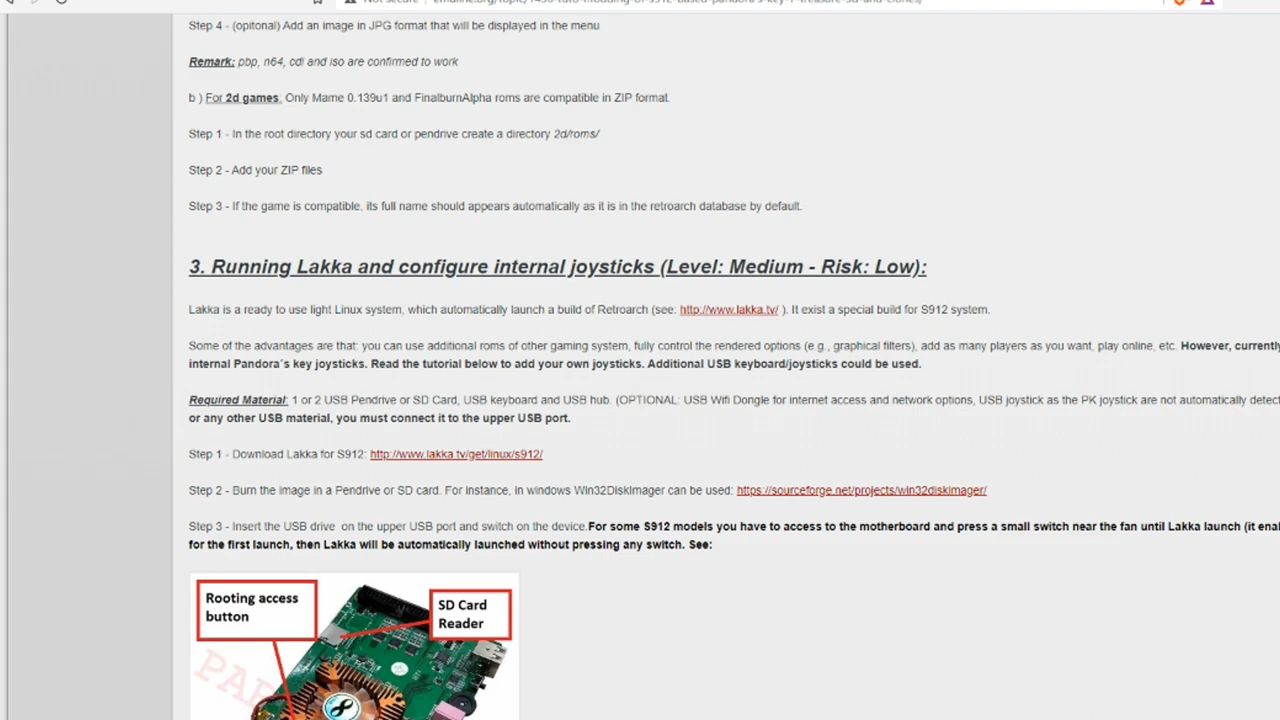 Not secure
Step 4 - (opitonal) Add an image in JPG format that will be displayed in the menu
Remark: pbp, n64, cdi and iso are confirmed to work
b ) For 2d games: Only Mame 0.139u1 and FinalburnAlpha roms are compatible in ZIP format.
Step 1 - In the root directory your sd card or pendrive create a directory 2d/roms/
Step 2 - Add your ZIP files
Step 3 - If the game is compatible, its full name should appears automatically as it is in the retroarch database by default.
3. Running Lakka and configure internal joysticks (Level: Medium - Risk: Low):
Lakka is a ready to use light Linux system, which automatically launch a build of Retroarch (see: http://www.lakka.tv/ ). It exist a special build for S912 system.
Some of the advantages are that: you can use additional roms of other gaming system, fully control the rendered options (e.g., graphical filters), add as many players as you want, play online, etc. However, currently
internal Pandora´s key joysticks. Read the tutorial below to add your own joysticks. Additional USB keyboard/joysticks could be used.
Required Material: 1 or 2 USB Pendrive or SD Card, USB keyboard and USB hub. (OPTIONAL: USB Wifi Dongle for internet access and network options, USB joystick as the PK joystick are not automatically detect
or any other USB material, you must connect it to the upper USB port.
Step 1 - Download Lakka for S912: http://www.lakka.tv/get/linux/s912/
Step 2 - Burn the image in a Pendrive or SD card. For instance, in windows Win32DiskImager can be used: https://sourceforge.net/projects/win32diskimager/
Step 3 - Insert the USB drive on the upper USB port and switch on the device.For some S912 models you have to access to the motherboard and press a small switch near the fan until Lakka launch (it ena
for the first launch, then Lakka will be automatically launched without pressing any switch. See:
Rooting access
button
SD Card
Reader